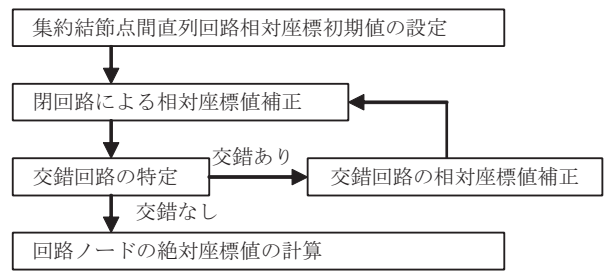 集約結節点間直列回路相対座標初期値の設定
閉回路による相対座標値補正
交錯あり
交錯回路の特定
交錯回路の相対座標値補正
交錯なし
回路ノードの絶対座標値の計算